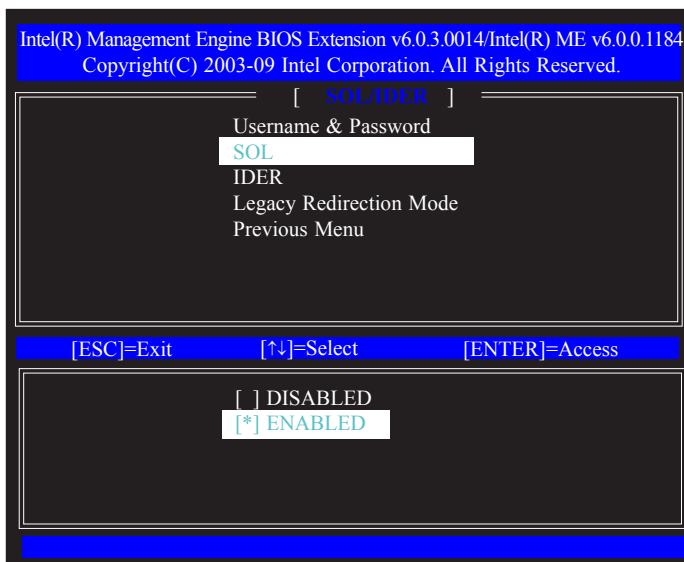 Intel(R) Management Engine BIOS Extension v6.0.3.0014/Intel(R) ME v6.0.0.1184
Copyright(C) 2003-09 Intel Corporation. All Rights Reserved.
[ SOL/IDER ]
Username & Password
SOL
IDER
Legacy Redirection Mode
Previous Menu
[ESC]=Exit [↑↓]=Select [ENTER]=Access
[ ] DISABLED
[*] ENABLED